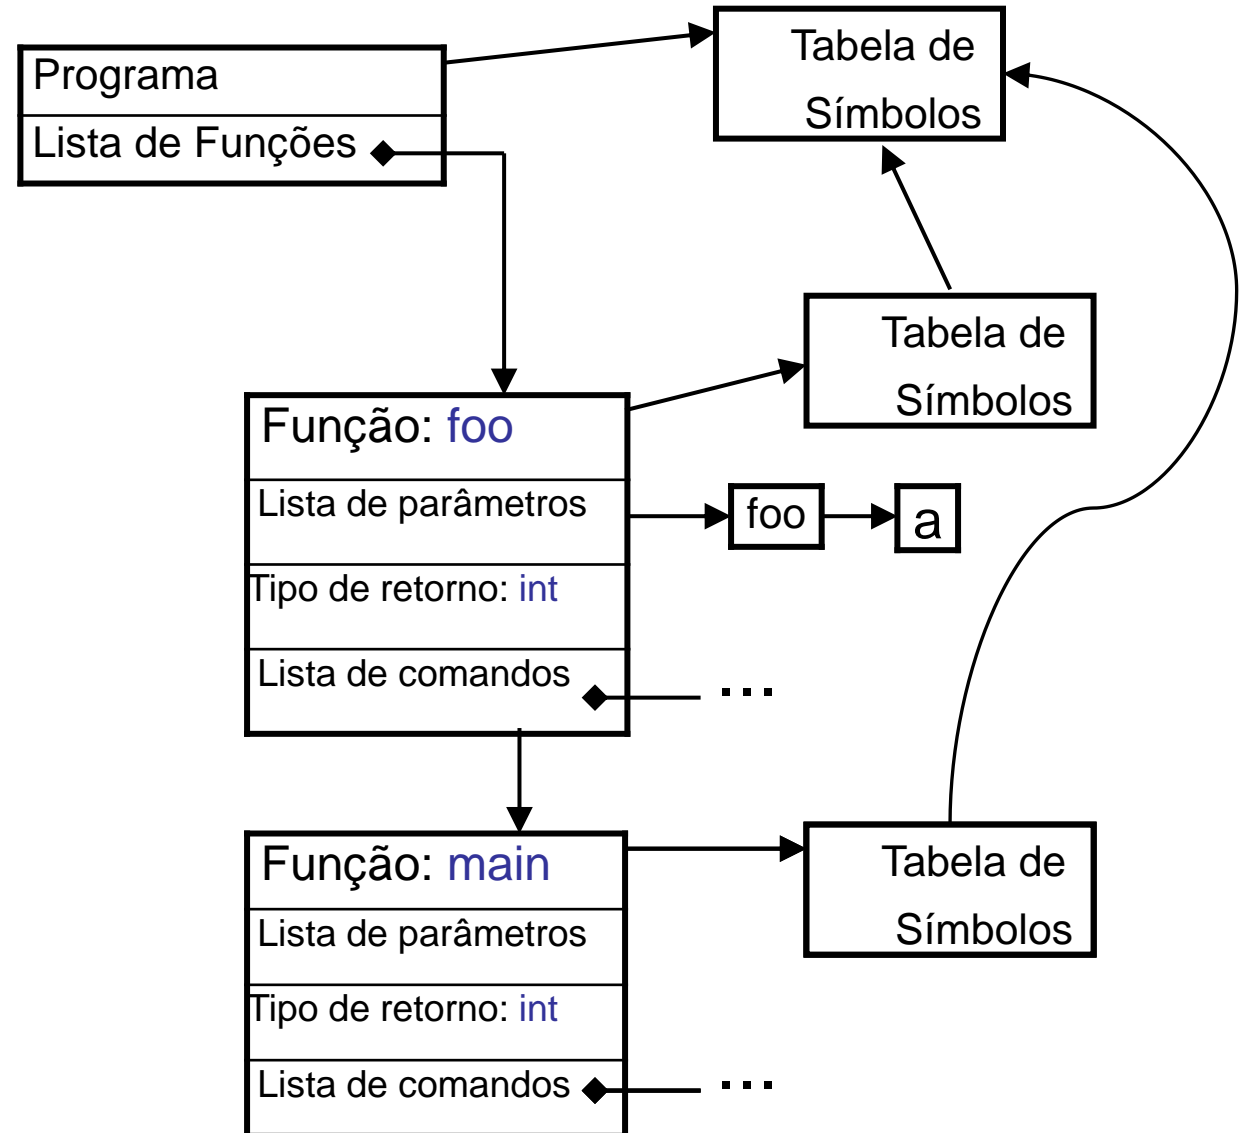 Programa
Lista de Funções
Tabela de
Símbolos
Tabela de
Símbolos
Função: foo
Lista de parâmetros
foo
a
Tipo de retorno: int
Lista de comandos
...
Função: main
Tabela de
Símbolos
Lista de parâmetros
Tipo de retorno: int
Lista de comandos
...